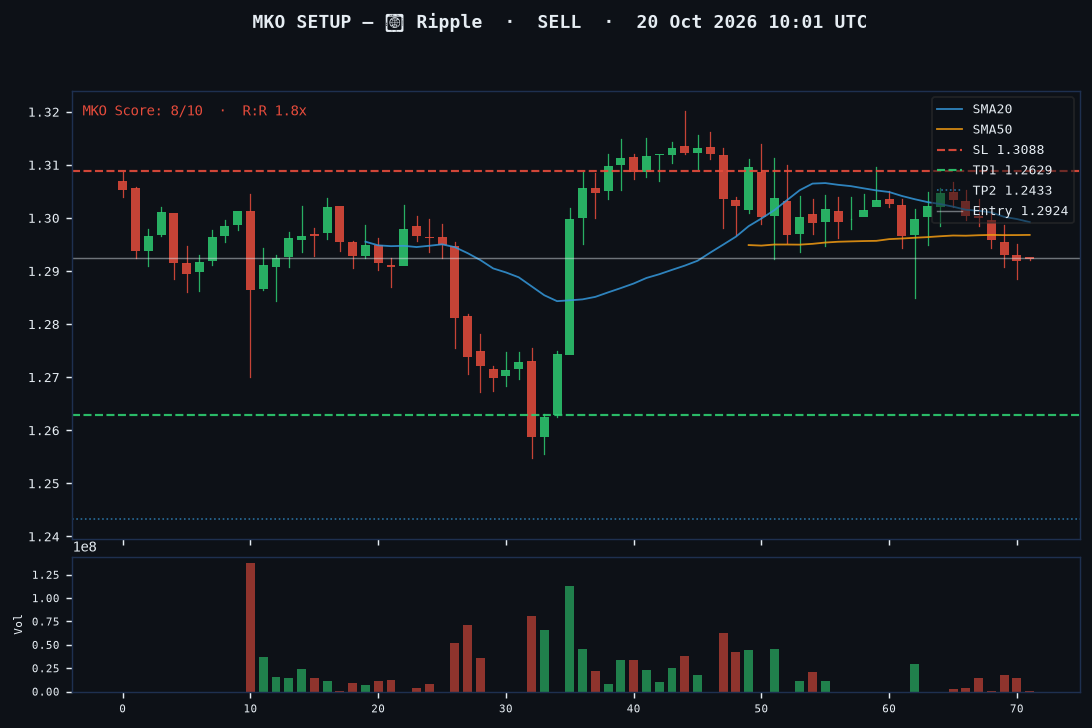 MKO SETUP — 🌐 Ripple · SELL · 20 Oct 2026 10:01 UTC
MKO Score: 8/10 · R:R 1.8x
SMA20
SMA50
SL 1.3088
TP1 1.2629
TP2 1.2433
Entry 1.2924
1.32
1.31
1.30
1.29
1.28
1.27
1.26
1.25
1.24
1e8
Vol
1.25
1.00
0.75
0.50
0.25
0.00
0 10 20 30 40 50 60 70